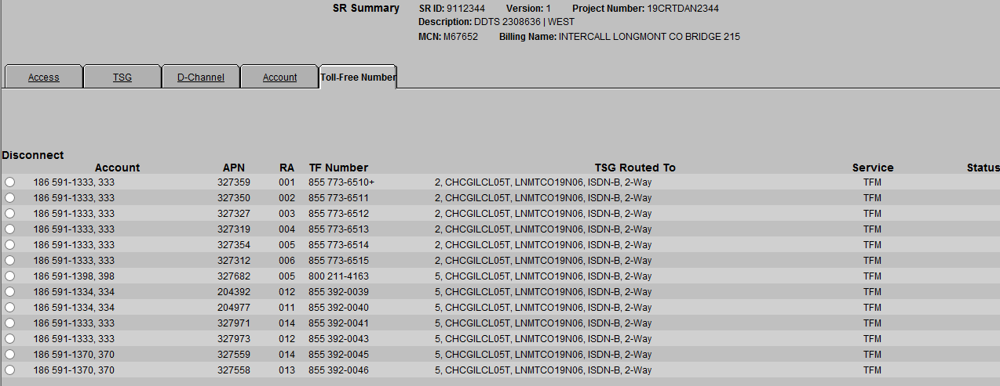 SR Summary SR ID: 9112344 Version: 1 Project Number: 19CRTDAN2344
Description: DDTS 2308636 | WEST
MCN: M67652 Billing Name: INTERCALL LONGMONT CO BRIDGE 215
Access TSG D-Channel Account Toll-Free Number
Disconnect
Account APN RA TF Number TSG Routed To Service Status
186 591-1333, 333 327359 001 855 773-6510+ 2, CHCGILCL05T, LNMTCO19N06, ISDN-B, 2-Way TFM
186 591-1333, 333 327350 002 855 773-6511 2, CHCGILCL05T, LNMTCO19N06, ISDN-B, 2-Way TFM
186 591-1333, 333 327327 003 855 773-6512 2, CHCGILCL05T, LNMTCO19N06, ISDN-B, 2-Way TFM
186 591-1333, 333 327319 004 855 773-6513 2, CHCGILCL05T, LNMTCO19N06, ISDN-B, 2-Way TFM
186 591-1333, 333 327354 005 855 773-6514 2, CHCGILCL05T, LNMTCO19N06, ISDN-B, 2-Way TFM
186 591-1333, 333 327312 006 855 773-6515 2, CHCGILCL05T, LNMTCO19N06, ISDN-B, 2-Way TFM
186 591-1398, 398 327682 005 800 211-4163 5, CHCGILCL05T, LNMTCO19N06, ISDN-B, 2-Way TFM
186 591-1334, 334 204392 012 855 392-0039 5, CHCGILCL05T, LNMTCO19N06, ISDN-B, 2-Way TFM
186 591-1334, 334 204977 011 855 392-0040 5, CHCGILCL05T, LNMTCO19N06, ISDN-B, 2-Way TFM
186 591-1333, 333 327971 014 855 392-0041 5, CHCGILCL05T, LNMTCO19N06, ISDN-B, 2-Way TFM
186 591-1333, 333 327973 012 855 392-0043 5, CHCGILCL05T, LNMTCO19N06, ISDN-B, 2-Way TFM
186 591-1370, 370 327559 014 855 392-0045 5, CHCGILCL05T, LNMTCO19N06, ISDN-B, 2-Way TFM
186 591-1370, 370 327558 013 855 392-0046 5, CHCGILCL05T, LNMTCO19N06, ISDN-B, 2-Way TFM